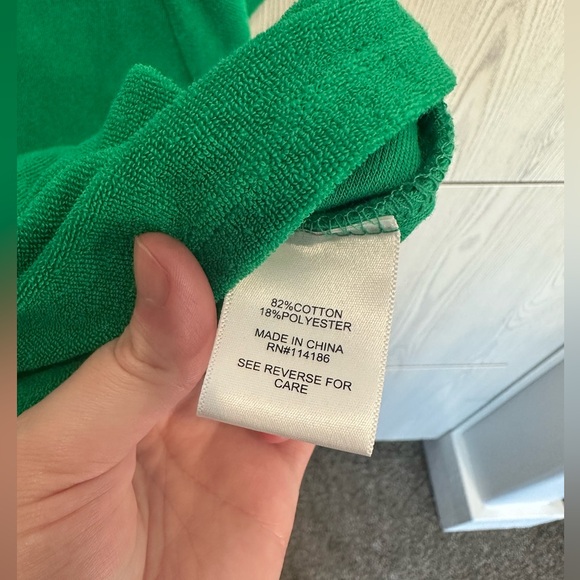 82%COTTON
18%POLYESTER
MADE IN CHINA
RN#114186
SEE REVERSE FOR
CARE